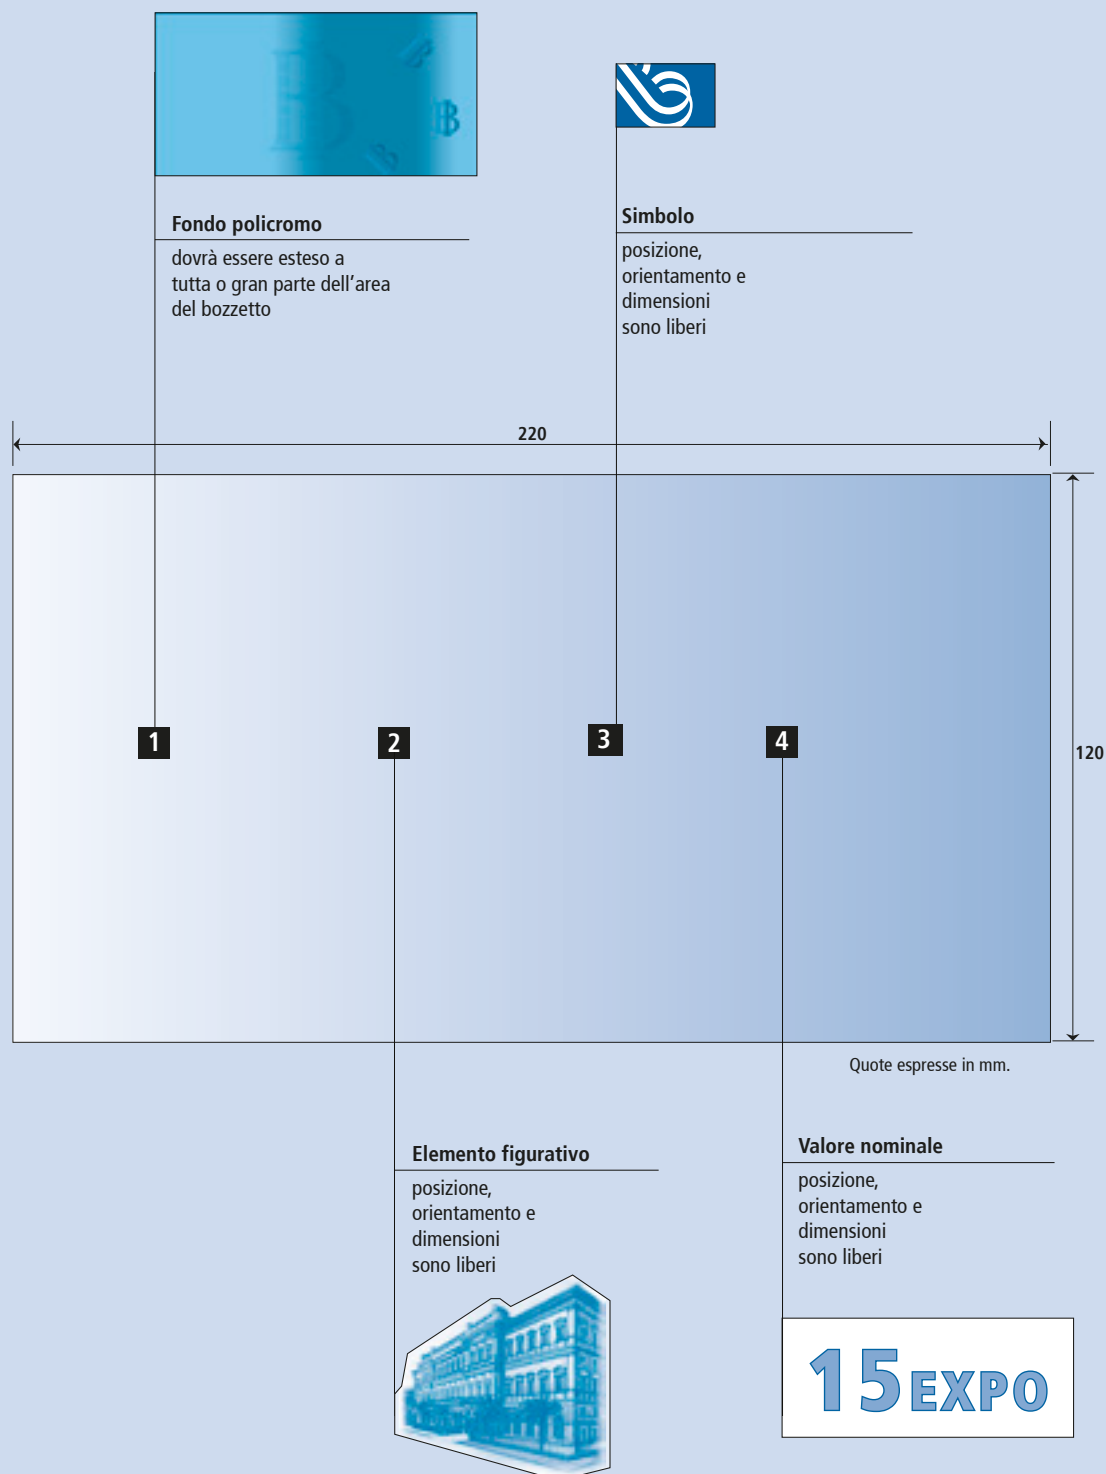 Fondo policromo
dovrà essere esteso a
tutta o gran parte dell'area
del bozzetto
Simbolo
posizione,
orientamento e
dimensioni
sono liberi
220
1
2
3
4
120
Quote espresse in mm.
Elemento figurativo
posizione,
orientamento e
dimensioni
sono liberi
Valore nominale
posizione,
orientamento e
dimensioni
sono liberi
15 EXPO